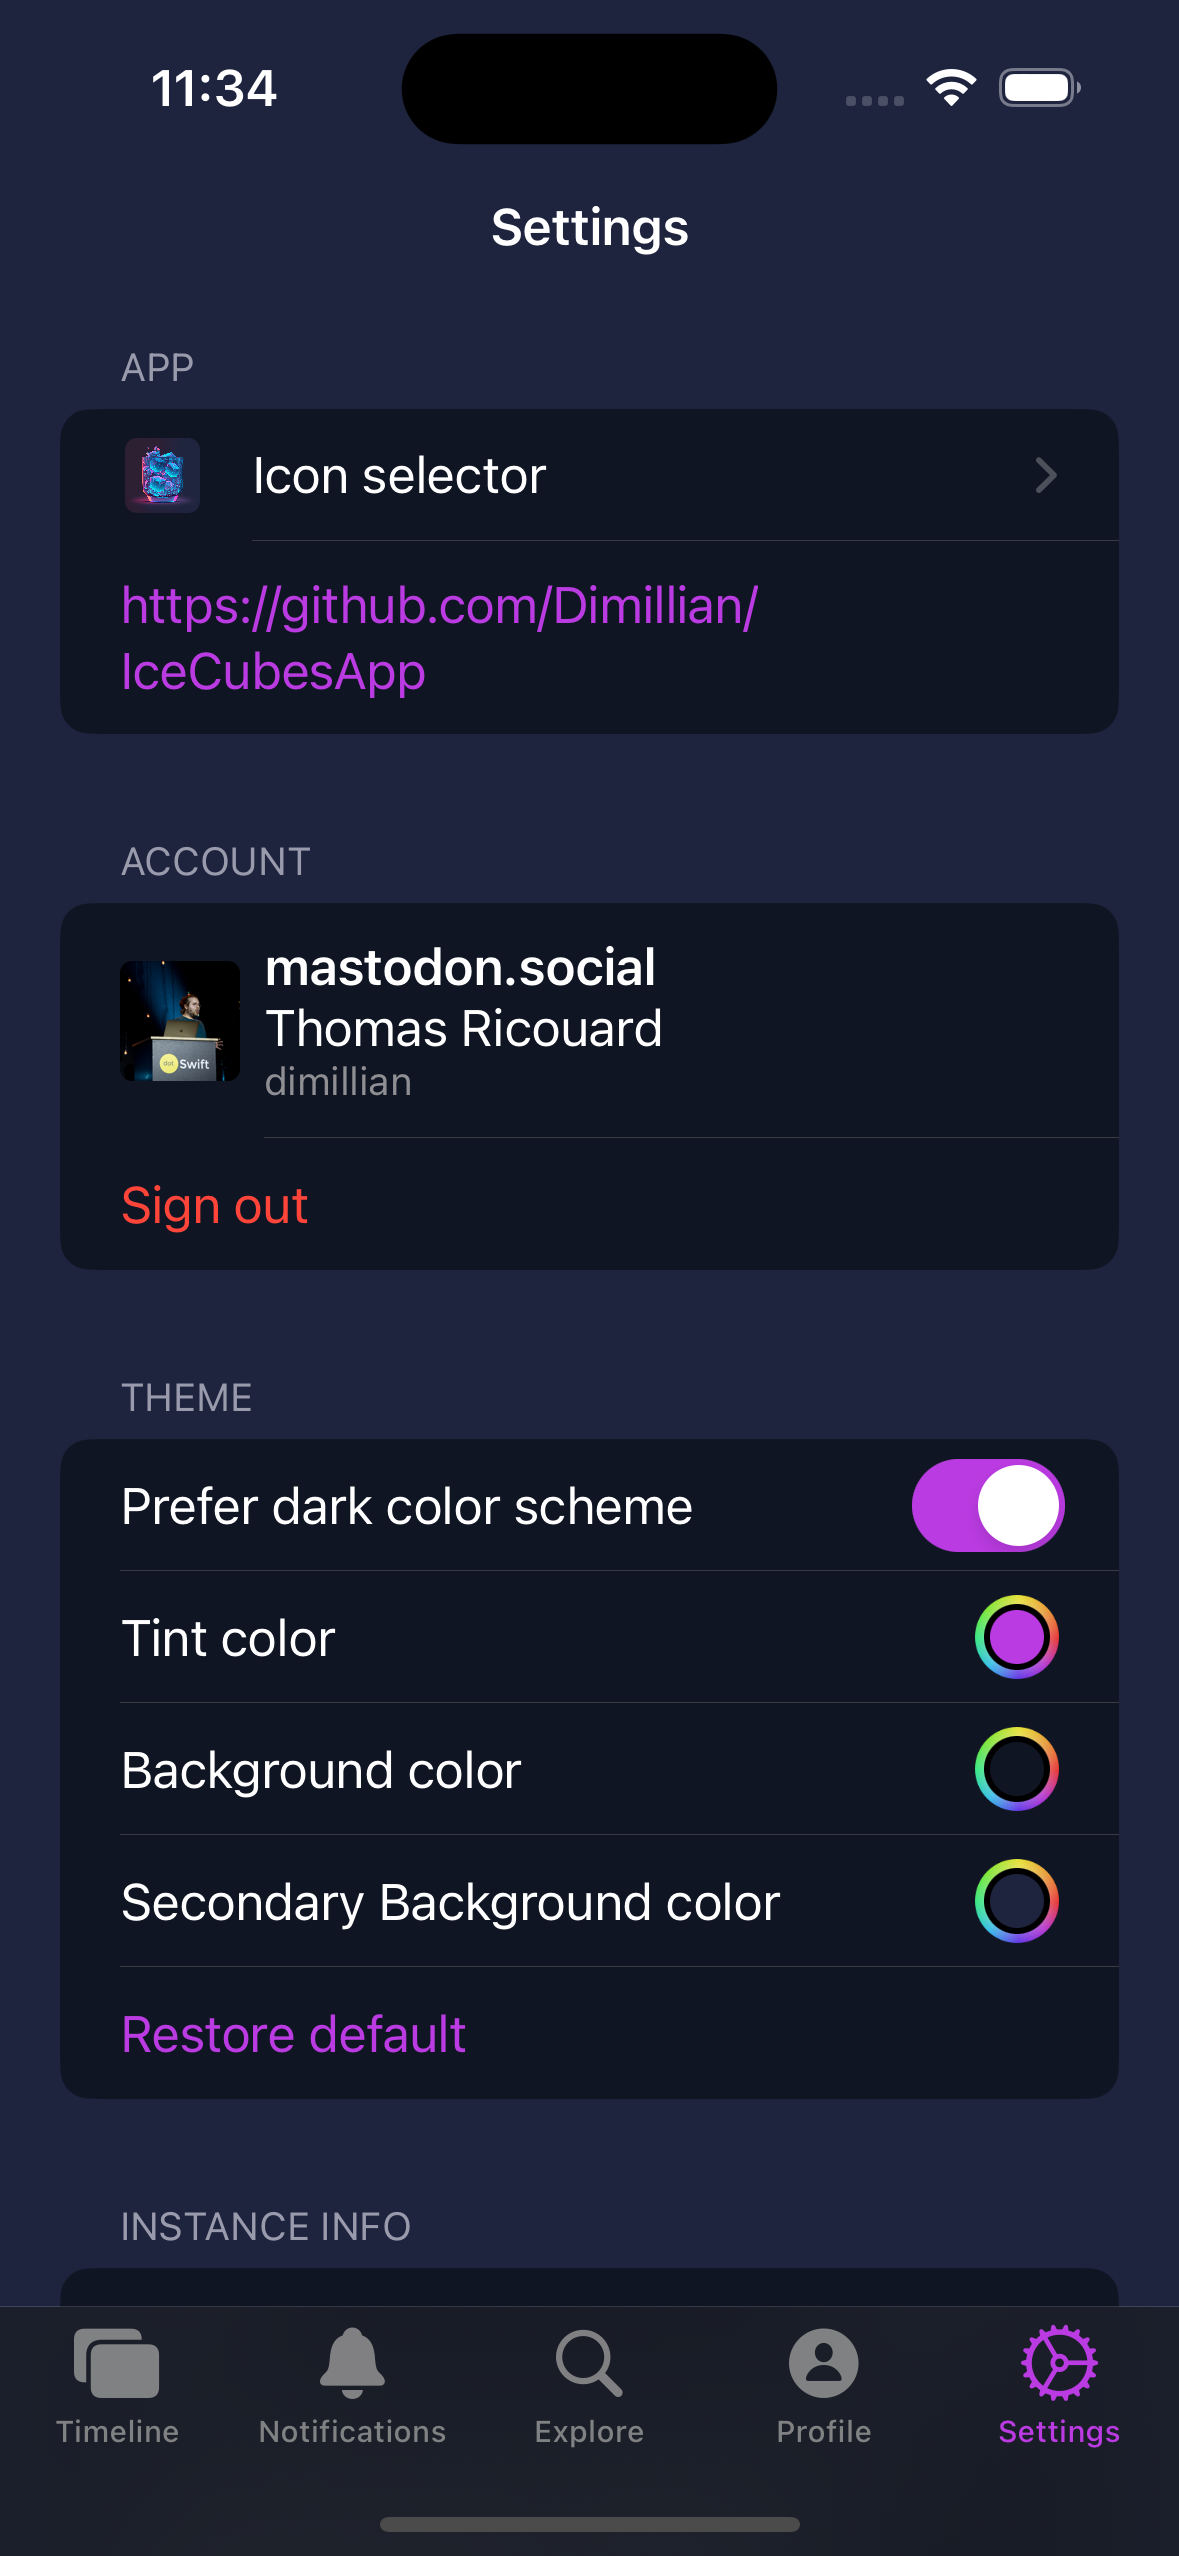 11:34
Settings
APP
Icon selector
https://github.com/Dimillian/
IceCubesApp
ACCOUNT
mastodon.social
Thomas Ricouard
dimillian
dot Swift
Sign out
THEME
Prefer dark color scheme
Tint color
Background color
Secondary Background color
Restore default
INSTANCE INFO
Timeline
Notifications
Explore
Profile
Settings